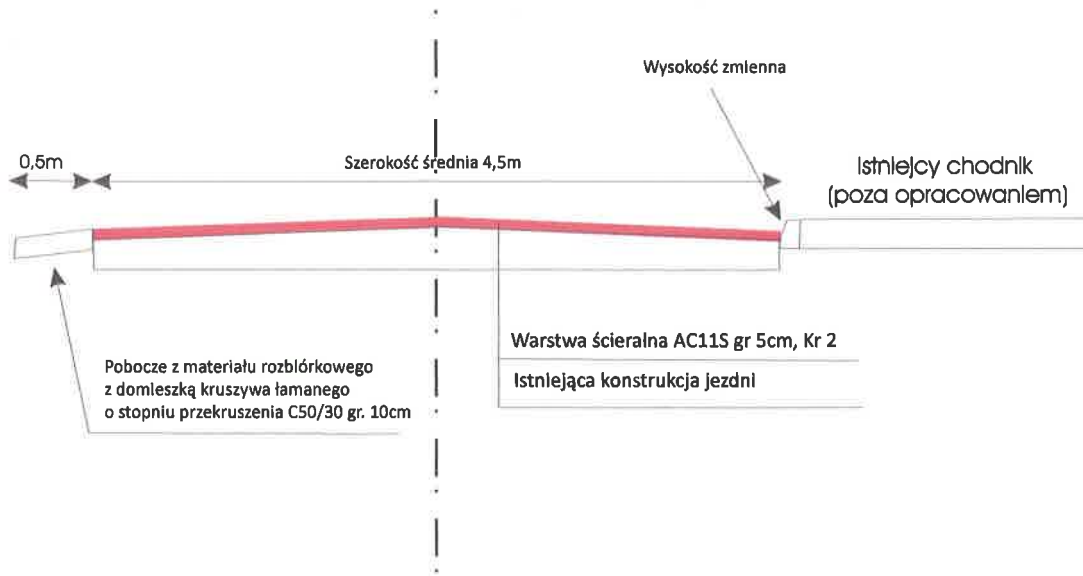 Wysokość zmienna
0,5m
Szerokość średnia 4,5m
Istniejcy chodnik
(poza opracowaniem)
Warstwa ścieralna AC11S gr 5cm, Kr 2
Istniejąca konstrukcja jezdni
Pobocze z materiału rozbiórkowego
z domieszką kruszywa łamanego
o stopniu przekruszenia C50/30 gr. 10cm